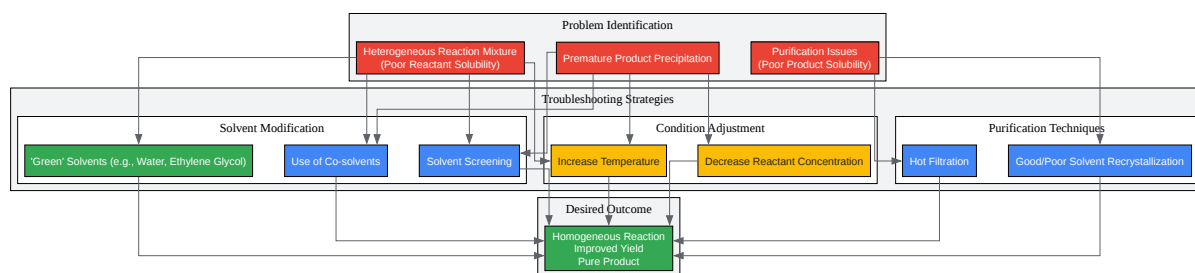 Problem Identification
Heterogeneous Reaction Mixture
(Poor Reactant Solubility)
Premature Product Precipitation
Purification Issues
(Poor Product Solubility)
Troubleshooting Strategies
Solvent Modification
Condition Adjustment
Purification Techniques
'Green' Solvents (e.g., Water, Ethylene Glycol)
Use of Co-solvents
Solvent Screening
Increase Temperature
Decrease Reactant Concentration
Hot Filtration
Good/Poor Solvent Recrystallization
Desired Outcome
Homogeneous Reaction
Improved Yield
Pure Product